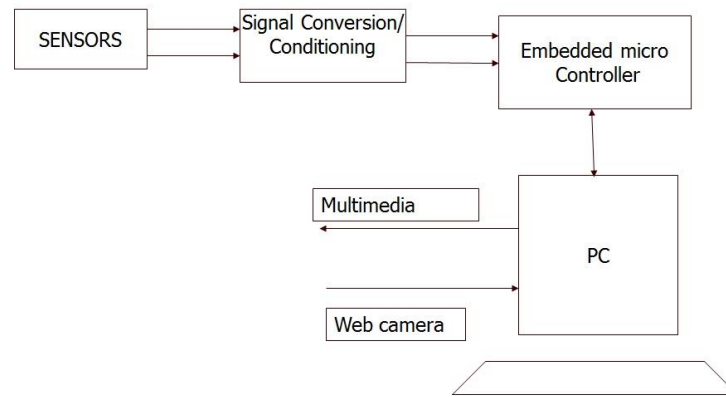 SENSORS
Signal Conversion/
Conditioning
Embedded micro
Controller
Multimedia
PC
Web camera